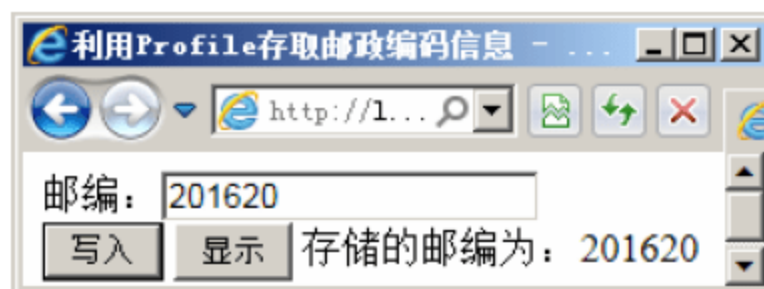 利用Profile存取邮政编码信息 - ...
http://l...
邮编：201620
写入 显示 存储的邮编为：201620